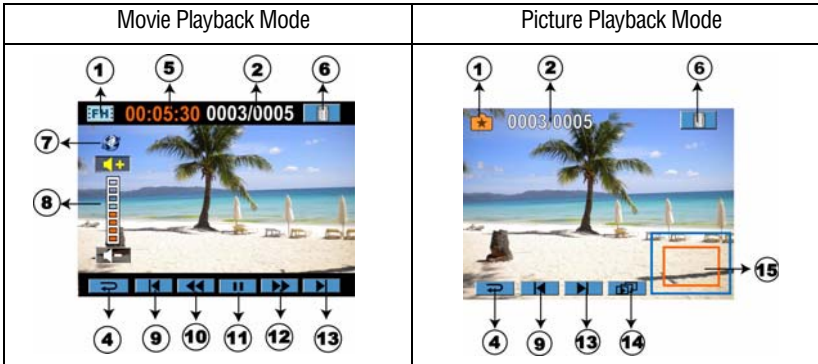 Movie Playback Mode
Picture Playback Mode
1 5 2 6
FH 00:05:30 0003/0005
7
8
4 9 10 11 12 13
1 2 6
0003/0005
15
4 9 13 14